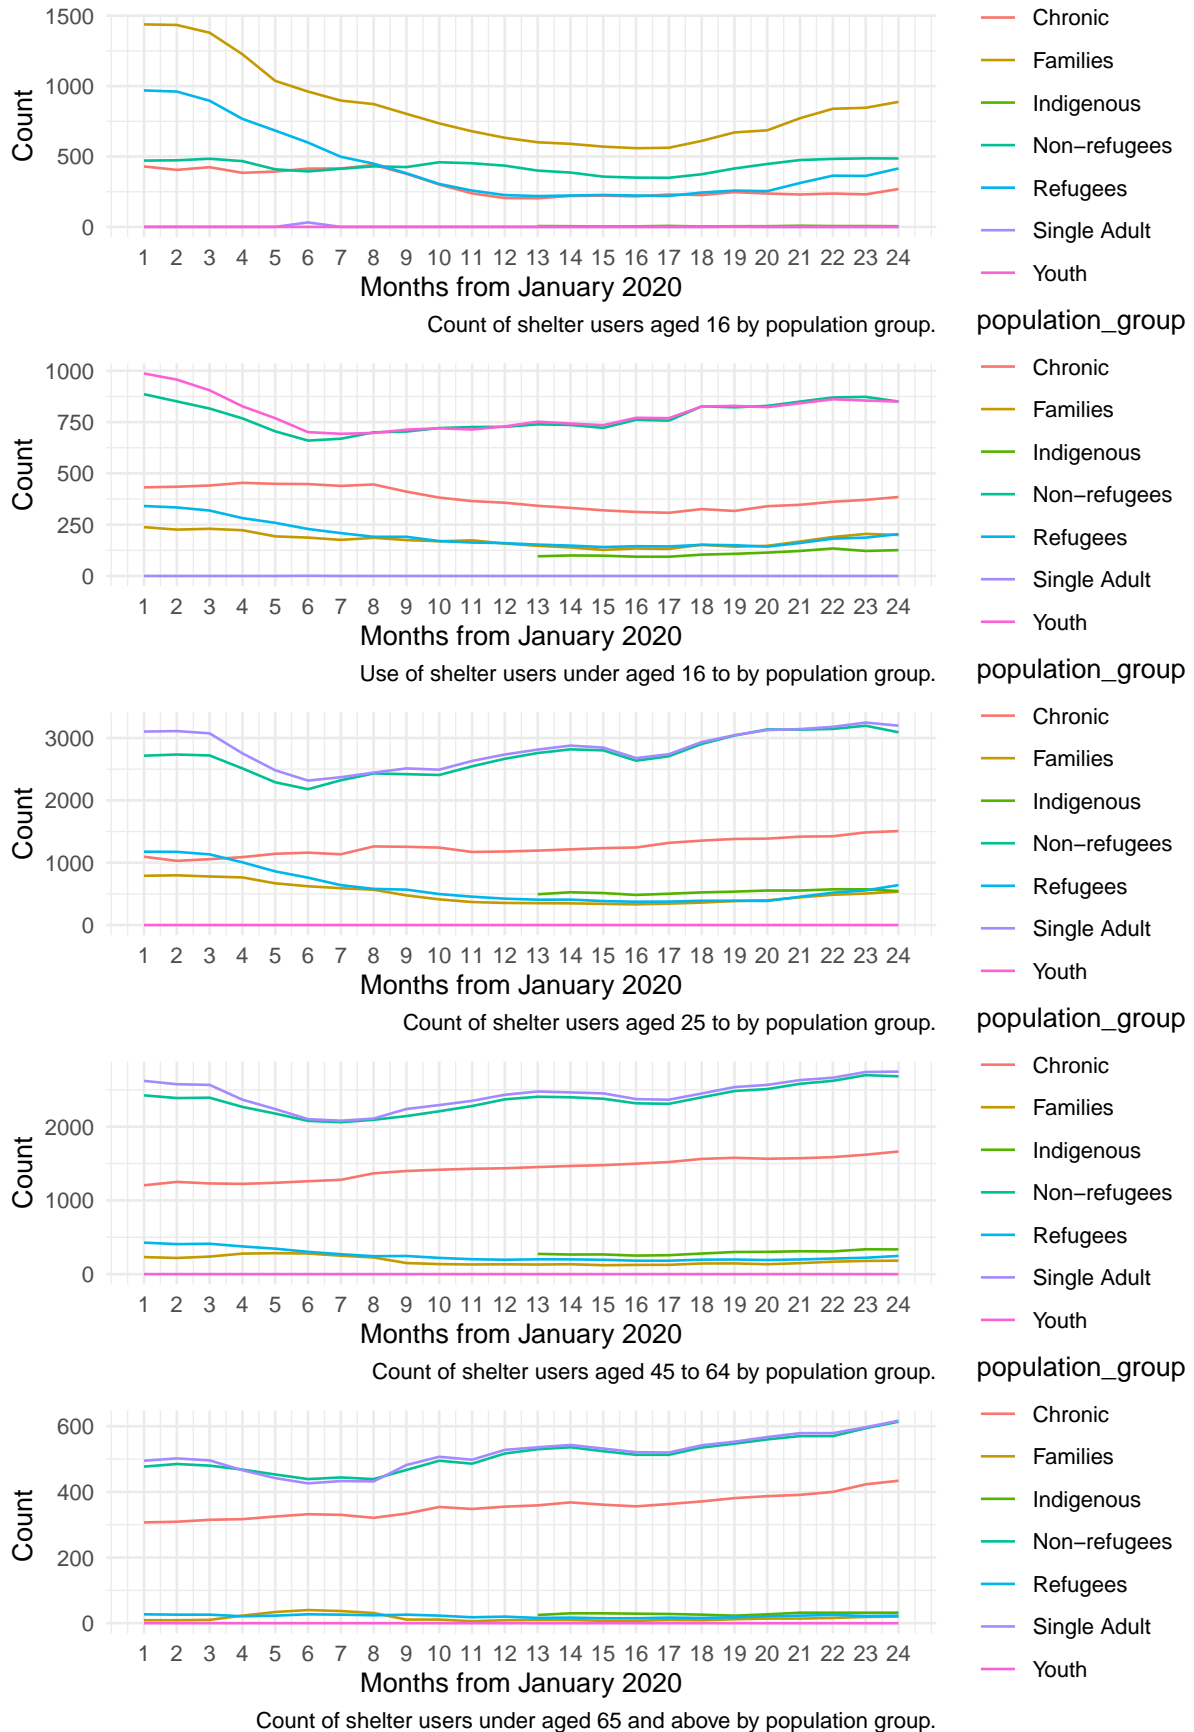 1500
1000
500
0
Count
1 2 3 4 5 6 7 8 9 10 11 12 13 14 15 16 17 18 19 20 21 22 23 24
Months from January 2020
Count of shelter users aged 16 by population group.
Chronic
Families
Indigenous
Non−refugees
Refugees
Single Adult
Youth
1000
750
500
250
0
Count
1 2 3 4 5 6 7 8 9 10 11 12 13 14 15 16 17 18 19 20 21 22 23 24
Months from January 2020
Use of shelter users under aged 16 to by population group.
population_group
Chronic
Families
Indigenous
Non−refugees
Refugees
Single Adult
Youth
3000
2000
1000
0
Count
1 2 3 4 5 6 7 8 9 10 11 12 13 14 15 16 17 18 19 20 21 22 23 24
Months from January 2020
Count of shelter users aged 25 to by population group.
population_group
Chronic
Families
Indigenous
Non−refugees
Refugees
Single Adult
Youth
2000
1000
0
Count
1 2 3 4 5 6 7 8 9 10 11 12 13 14 15 16 17 18 19 20 21 22 23 24
Months from January 2020
Count of shelter users aged 45 to 64 by population group.
population_group
Chronic
Families
Indigenous
Non−refugees
Refugees
Single Adult
Youth
600
400
200
0
Count
1 2 3 4 5 6 7 8 9 10 11 12 13 14 15 16 17 18 19 20 21 22 23 24
Months from January 2020
Count of shelter users under aged 65 and above by population group.
population_group
Chronic
Families
Indigenous
Non−refugees
Refugees
Single Adult
Youth